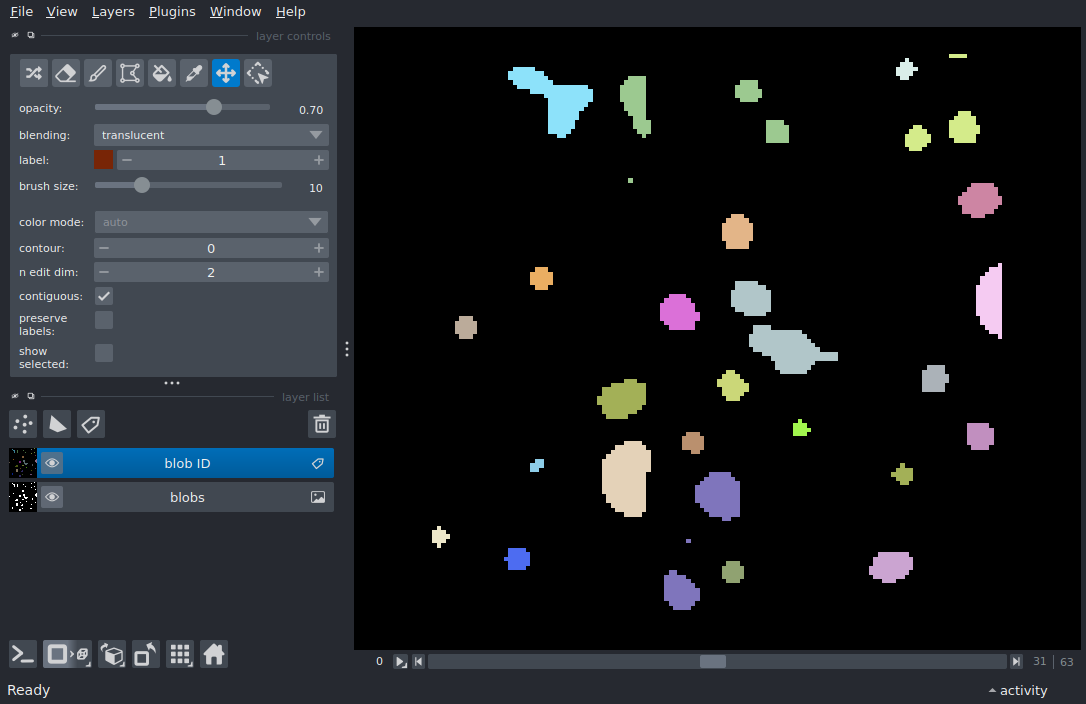 File View Layers Plugins Window Help
layer controls
opacity: 0.70
blending: translucent
label: 1
brush size: 10
color mode: auto
contour: 0
n edit dim: 2
contiguous:
preserve
labels:
show
selected:
layer list
blob ID
blobs
0 31 | 63
Ready activity